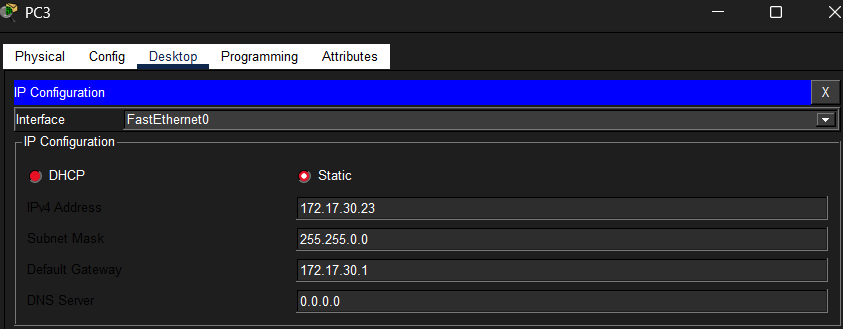 PC3
Physical Config Desktop Programming Attributes
IP Configuration X
Interface FastEthernet0
IP Configuration
DHCP Static
IPv4 Address 172.17.30.23
Subnet Mask 255.255.0.0
Default Gateway 172.17.30.1
DNS Server 0.0.0.0